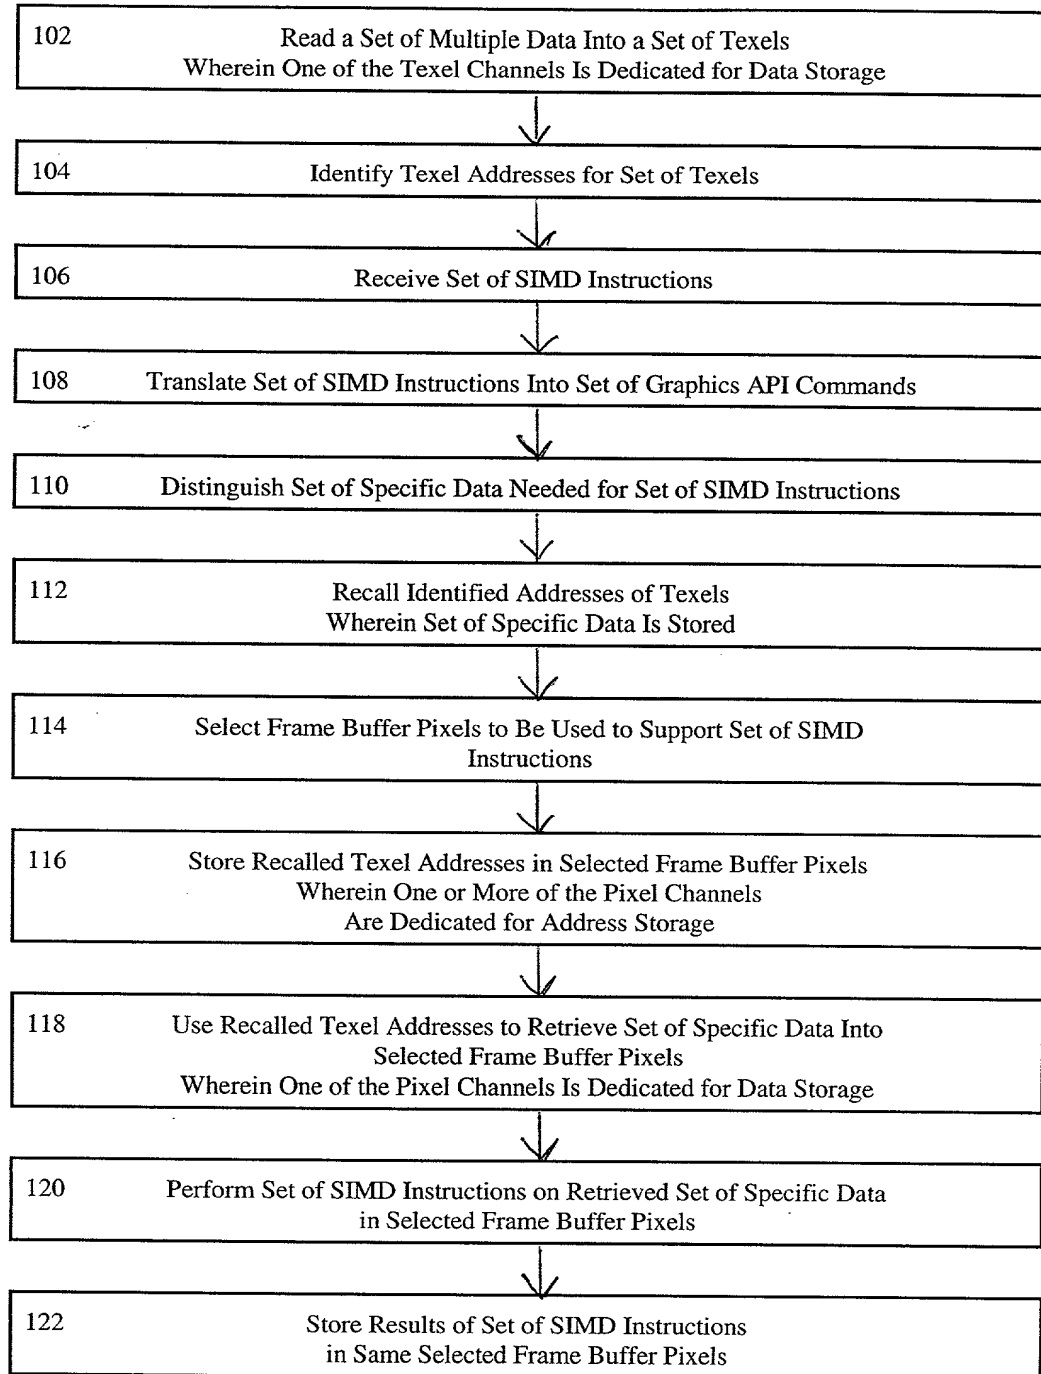 102 Read a Set of Multiple Data Into a Set of Texels
Wherein One of the Texel Channels Is Dedicated for Data Storage
104 Identify Texel Addresses for Set of Texels
106 Receive Set of SIMD Instructions
108 Translate Set of SIMD Instructions Into Set of Graphics API Commands
110 Distinguish Set of Specific Data Needed for Set of SIMD Instructions
112 Recall Identified Addresses of Texels
Wherein Set of Specific Data Is Stored
114 Select Frame Buffer Pixels to Be Used to Support Set of SIMD
Instructions
116 Store Recalled Texel Addresses in Selected Frame Buffer Pixels
Wherein One or More of the Pixel Channels
Are Dedicated for Address Storage
118 Use Recalled Texel Addresses to Retrieve Set of Specific Data Into
Selected Frame Buffer Pixels
Wherein One of the Pixel Channels Is Dedicated for Data Storage
120 Perform Set of SIMD Instructions on Retrieved Set of Specific Data
in Selected Frame Buffer Pixels
122 Store Results of Set of SIMD Instructions
in Same Selected Frame Buffer Pixels